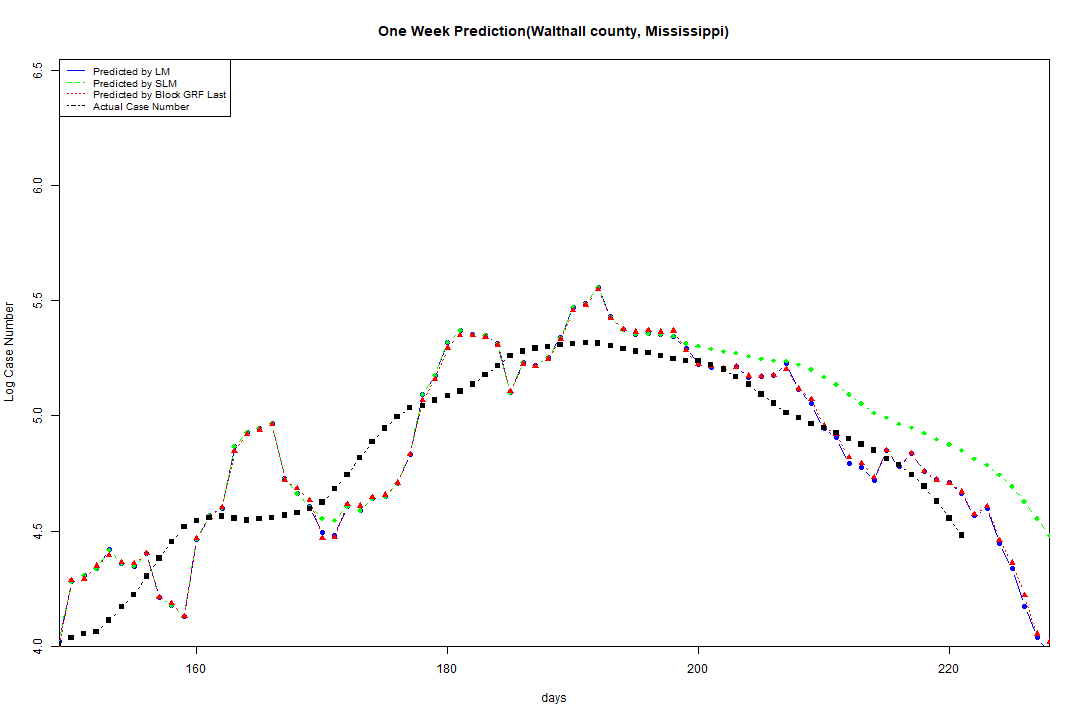 One Week Prediction(Walthall county, Mississippi)
Predicted by LM
Predicted by SLM
Predicted by Block GRF Last
Actual Case Number
6.5
6.0
5.5
5.0
4.5
4.0
Log Case Number
160
180
200
220
days